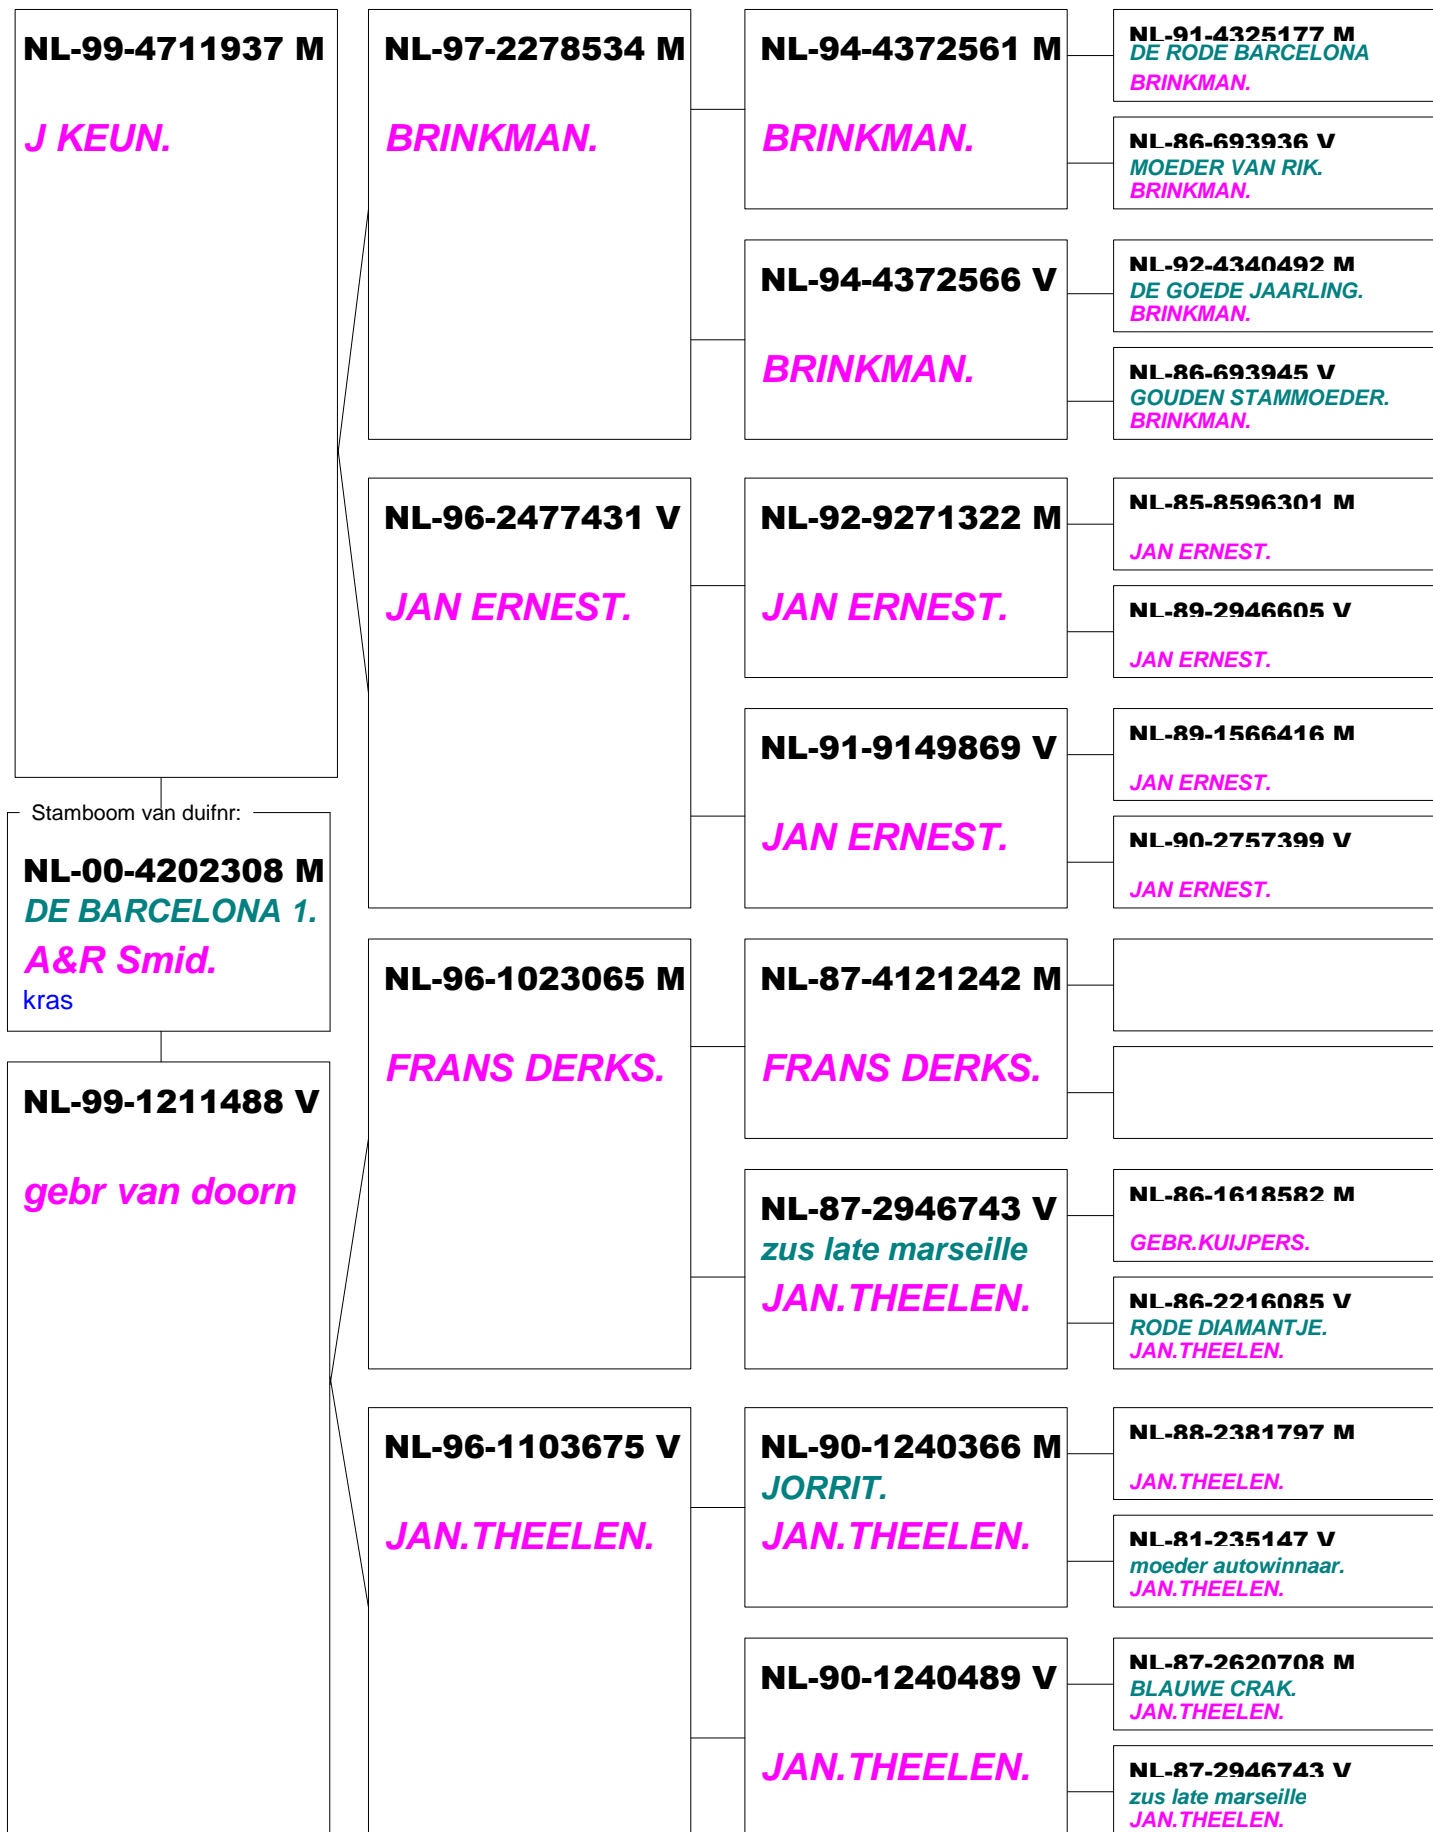 NL-99-4711937 M
J KEUN.
Stamboom van duifnr:
NL-00-4202308 M
DE BARCELONA 1.
A&R Smid.
kras
NL-99-1211488 V
gebr van doorn
NL-97-2278534 M
BRINKMAN.
NL-96-2477431 V
JAN ERNEST.
NL-96-1023065 M
FRANS DERKS.
NL-96-1103675 V
JAN.THEELEN.
NL-94-4372561 M
BRINKMAN.
NL-94-4372566 V
BRINKMAN.
NL-92-9271322 M
JAN ERNEST.
NL-91-9149869 V
JAN ERNEST.
NL-87-4121242 M
FRANS DERKS.
NL-87-2946743 V
zus late marseille
JAN.THEELEN.
NL-90-1240366 M
JORRIT.
JAN.THEELEN.
NL-90-1240489 V
JAN.THEELEN.
NL-91-4325177 M
DE RODE BARCELONA
BRINKMAN.
NL-86-693936 V
MOEDER VAN RIK.
BRINKMAN.
NL-92-4340492 M
DE GOEDE JAARLING.
BRINKMAN.
NL-86-693945 V
GOUDEN STAMMOEDER.
BRINKMAN.
NL-85-8596301 M
JAN ERNEST.
NL-89-2946605 V
JAN ERNEST.
NL-89-1566416 M
JAN ERNEST.
NL-90-2757399 V
JAN ERNEST.
NL-86-1618582 M
GEBR.KUIJPERS.
NL-86-2216085 V
RODE DIAMANTJE.
JAN.THEELEN.
NL-88-2381797 M
JAN.THEELEN.
NL-81-235147 V
moeder autowinnaar.
JAN.THEELEN.
NL-87-2620708 M
BLAUWE CRAK.
JAN.THEELEN.
NL-87-2946743 V
zus late marseille
JAN.THEELEN.